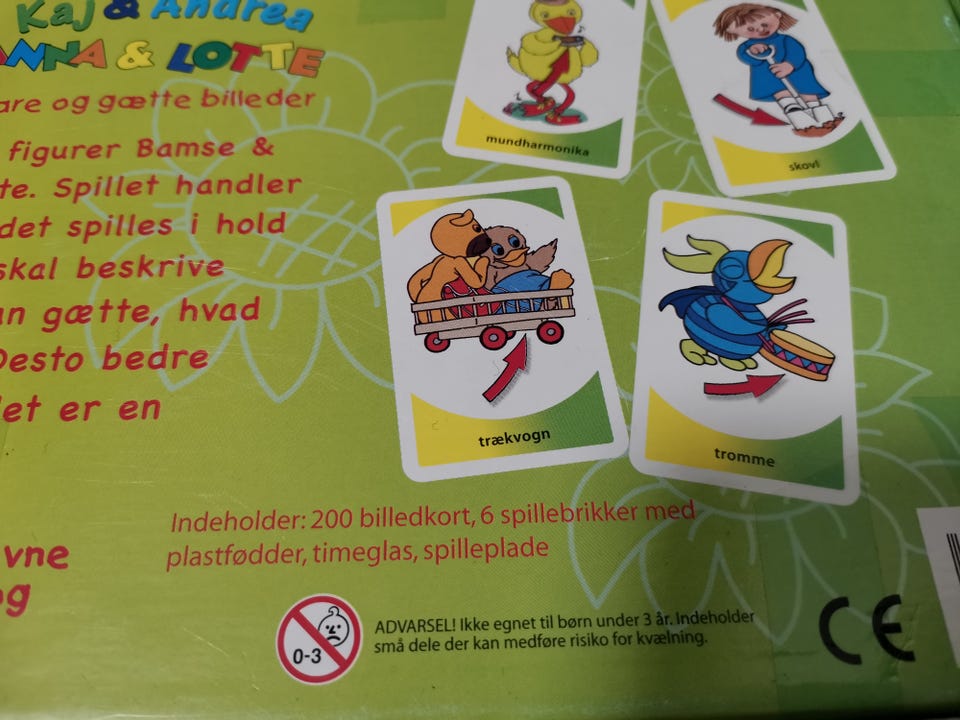 Kaj & Andrea
ANNA & LOTTE
are og gætte billeder
figurer Bamse &
te. Spillet handler
det spilles i hold
skal beskrive
an gætte, hvad
Desto bedre
det er en
mundharmonika
skovl
trækvogn
tromme
Indeholder: 200 billedkort, 6 spillebrikker med
plastfødder, timeglas, spilleplade
vne
og
0-3
ADVARSEL! Ikke egnet til børn under 3 år. Indeholder
små dele der kan medføre risiko for kvælning.
CE